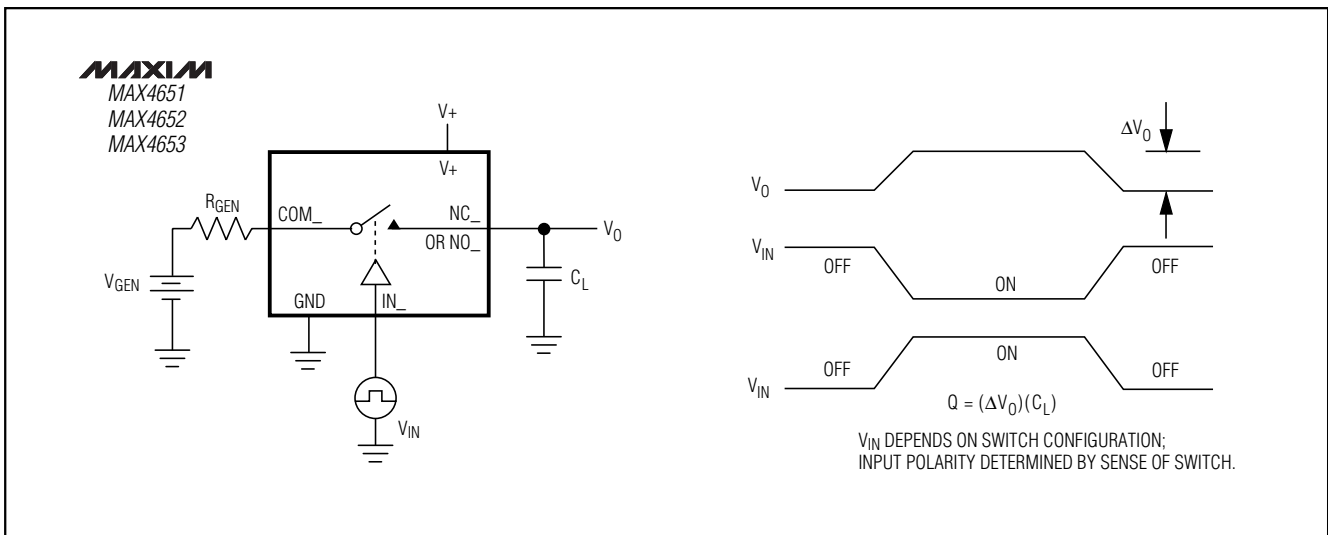 MAXIM
MAX4651
MAX4652
MAX4653
V+
V+
RGEN
COM_
NC_
OR NO_
VO
VGEN
CL
GND
IN_
VIN
ΔVO
VO
VIN
OFF
ON
OFF
VIN
OFF
ON
OFF
Q = (ΔVO)(CL)
VIN DEPENDS ON SWITCH CONFIGURATION;
INPUT POLARITY DETERMINED BY SENSE OF SWITCH.